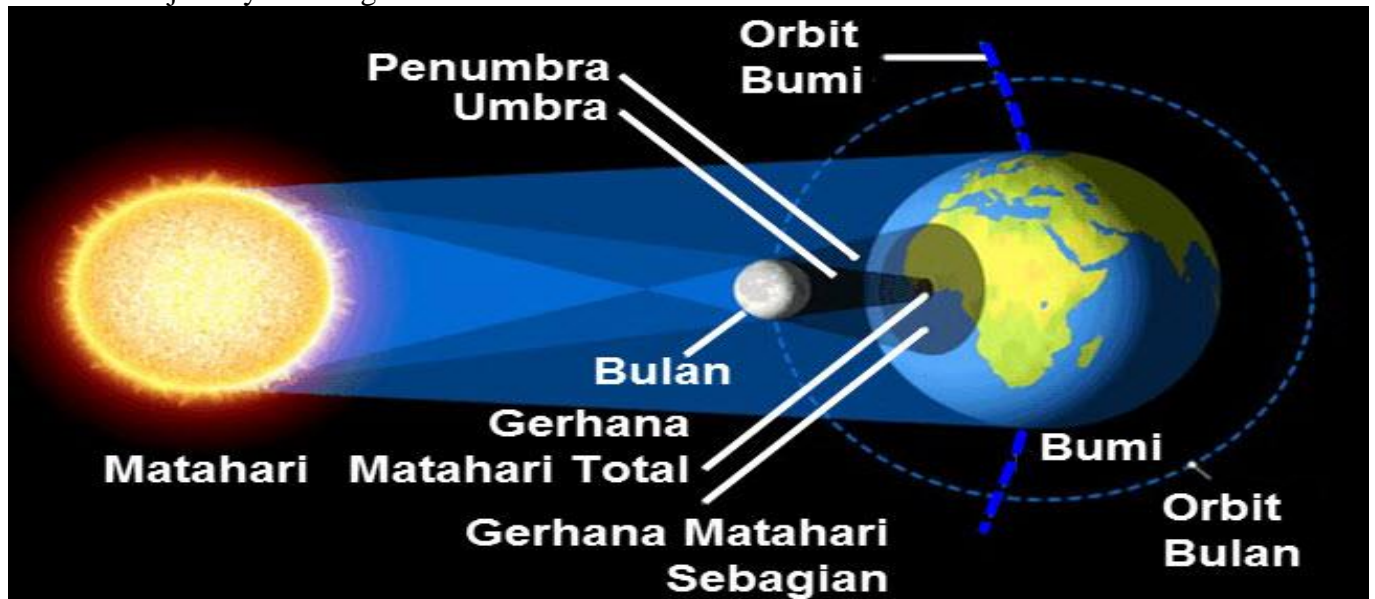 Orbit
Bumi
Penumbra
Umbra
Bulan
Gerhana
Matahari Total
Matahari
Bumi
Gerhana Matahari
Sebagian
Orbit
Bulan